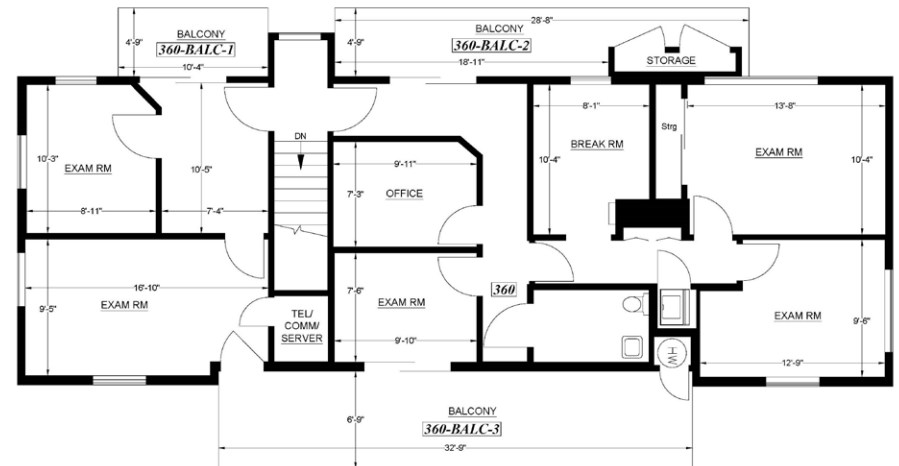 28'-8"
BALCONY
360-BALC-1
4'-9"
10'-4"
BALCONY
360-BALC-2
4'-9"
18'-11"
STORAGE
8'-1"
13'-8"
DN
Strg
10'-3"
EXAM RM
8'-11"
10'-5"
7'-4"
9'-11"
7'-3"
OFFICE
BREAK RM
10'-4"
EXAM RM
10'-4"
16'-10"
EXAM RM
9'-5"
TEL/
COMM/
SERVER
7'-6"
EXAM RM
9'-10"
360
EXAM RM
9'-6"
12'-9"
HW
6'-9"
BALCONY
360-BALC-3
32'-9"